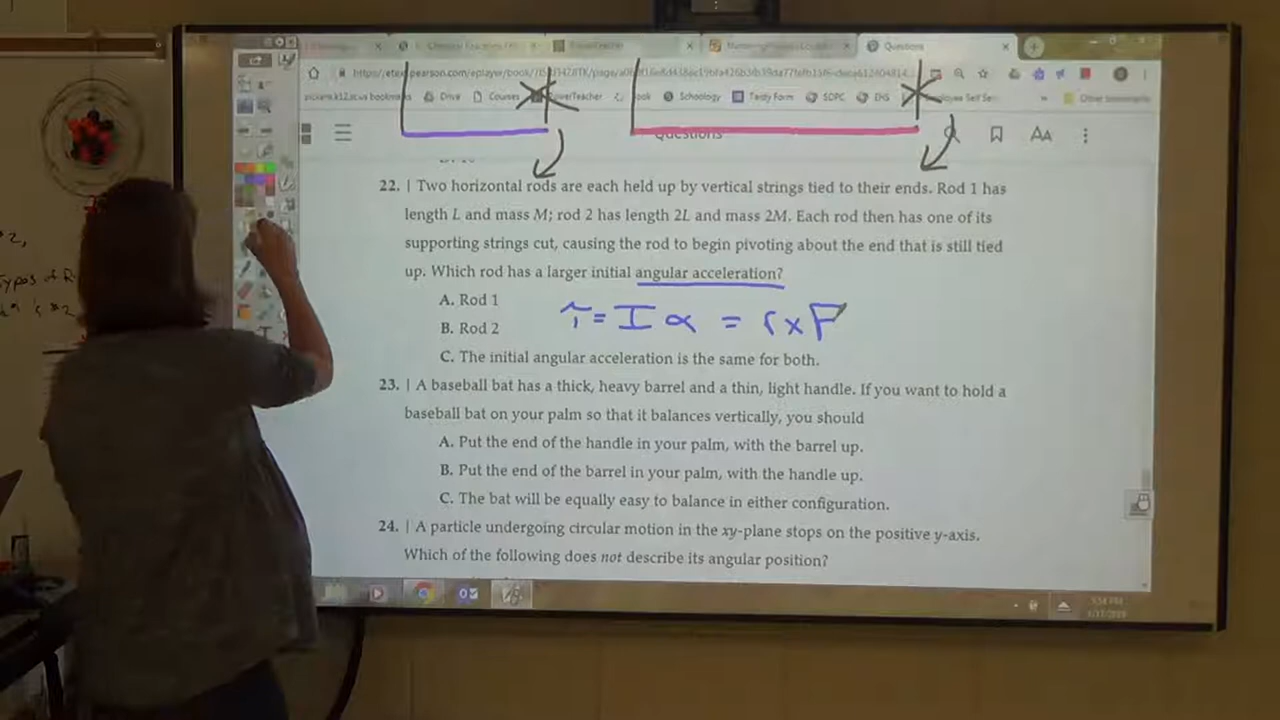 Questions
https:/
Drive
Courses
PowerTeacher
Schoology
Tardy Form
SDPC
EHS
Other bookmarks
Questions
AA
22. | Two horizontal rods are each held up by vertical strings tied to their ends. Rod 1 has
length L and mass M; rod 2 has length 2L and mass 2M. Each rod then has one of its
supporting strings cut, causing the rod to begin pivoting about the end that is still tied
up. Which rod has a larger initial angular acceleration?
A. Rod 1
B. Rod 2
τ = I α = r x F
C. The initial angular acceleration is the same for both.
23. | A baseball bat has a thick, heavy barrel and a thin, light handle. If you want to hold a
baseball bat on your palm so that it balances vertically, you should
A. Put the end of the handle in your palm, with the barrel up.
B. Put the end of the barrel in your palm, with the handle up.
C. The bat will be equally easy to balance in either configuration.
24. | A particle undergoing circular motion in the xy-plane stops on the positive y-axis.
Which of the following does not describe its angular position?